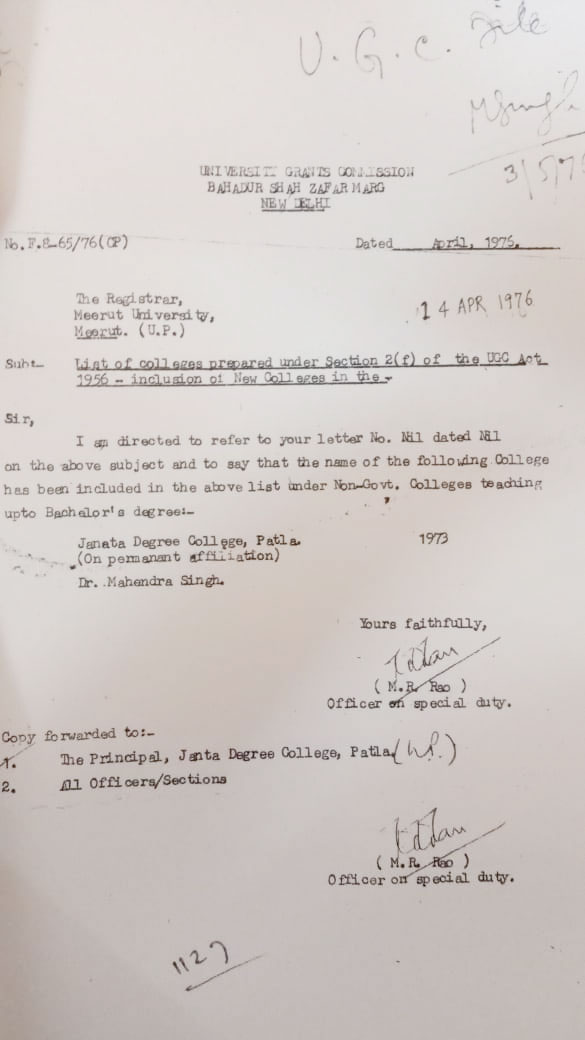 U.G.C. File
MSingh
3/5/76
UNIVERSITY GRANTS COMMISSION
BAHADUR SHAH ZAFAR MARG
NEW DELHI
No.F.8-65/76(CP) Dated April, 1976.
The Registrar,
Meerut University,
Meerut. (U.P.)
14 APR 1976
Subt- List of colleges prepared under Section 2(f) of the UGC Act
1956 - inclusion of New Colleges in the-
Sir,
I am directed to refer to your letter No. Nil dated Nil
on the above subject and to say that the name of the following College
has been included in the above list under Non-Govt. Colleges teaching
upto Bachelor's degree:-
Janata Degree College, Patla. 1973
(On permanant affiliation)
Dr. Mahendra Singh.
Yours faithfully,
( M.R. Rao )
Officer on special duty.
Copy forwarded to:-
1. The Principal, Janta Degree College, Patla (U.P.)
2. All Officers/Sections
( M.R. Rao )
Officer on special duty.
1127